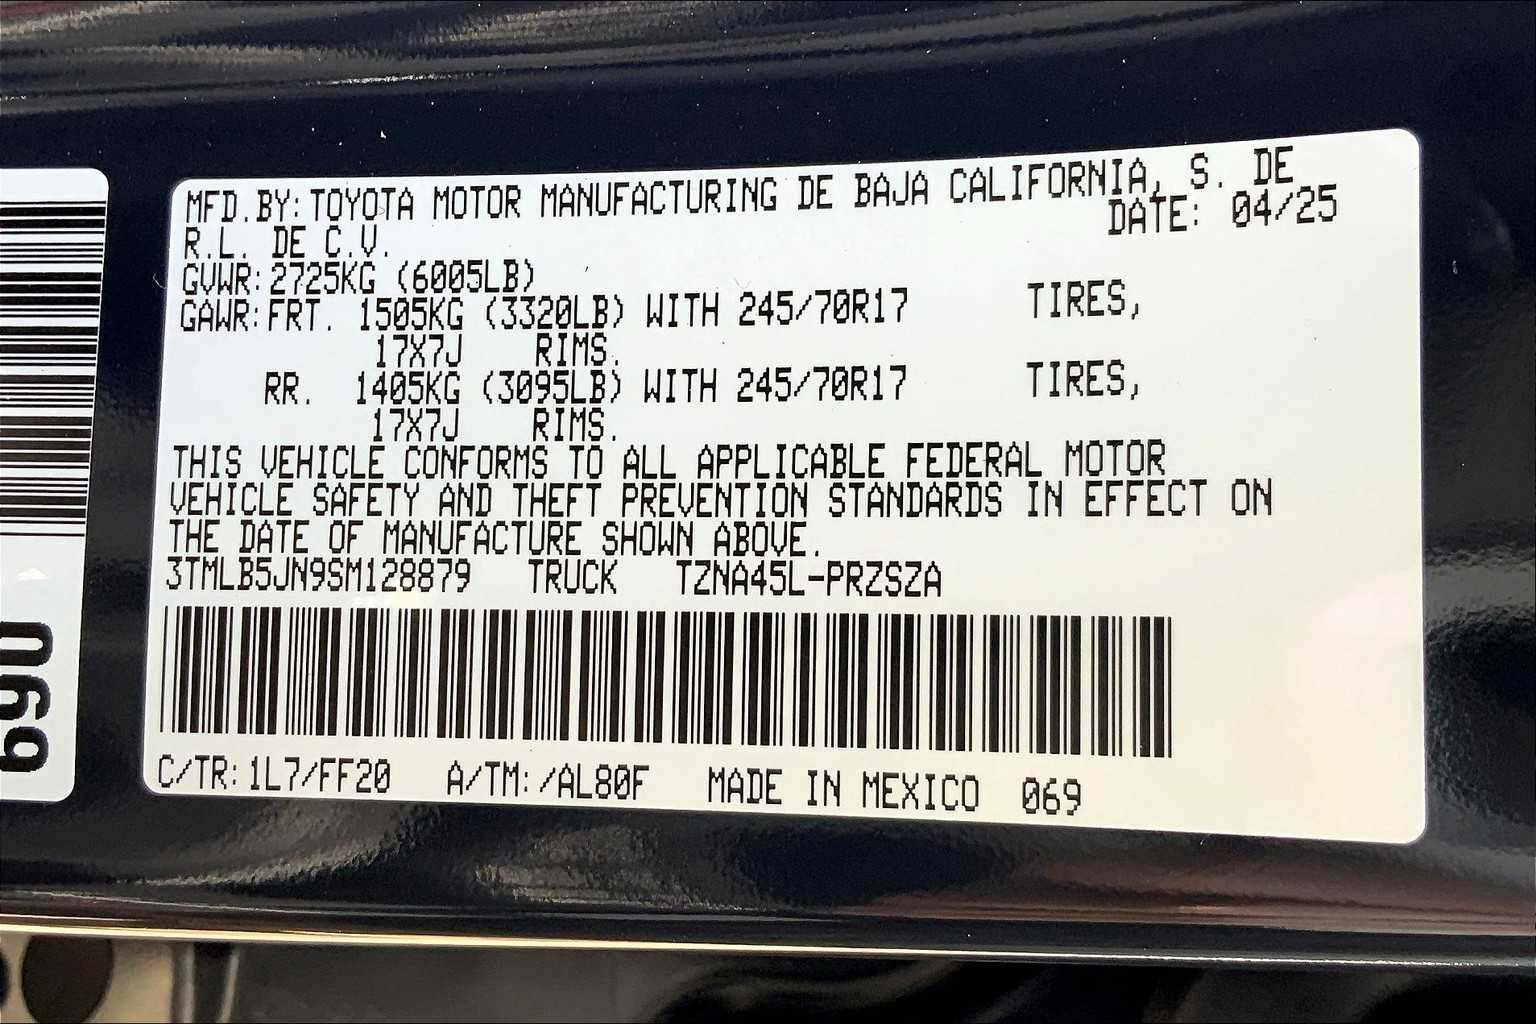 MFD.BY:TOYOTA MOTOR MANUFACTURING DE BAJA CALIFORNIA, S. DE
R.L. DE C.V. DATE: 04/25
GVWR:2725KG (6005LB)
GAWR:FRT. 1505KG (3320LB) WITH 245/70R17 TIRES,
17X7J RIMS.
RR. 1405KG (3095LB) WITH 245/70R17 TIRES,
17X7J RIMS.
THIS VEHICLE CONFORMS TO ALL APPLICABLE FEDERAL MOTOR
VEHICLE SAFETY AND THEFT PREVENTION STANDARDS IN EFFECT ON
THE DATE OF MANUFACTURE SHOWN ABOVE.
3TMLB5JN9SM128879 TRUCK TZNA45L-PRZSZA
C/TR:1L7/FF20 A/TM:/AL80F MADE IN MEXICO 069
069